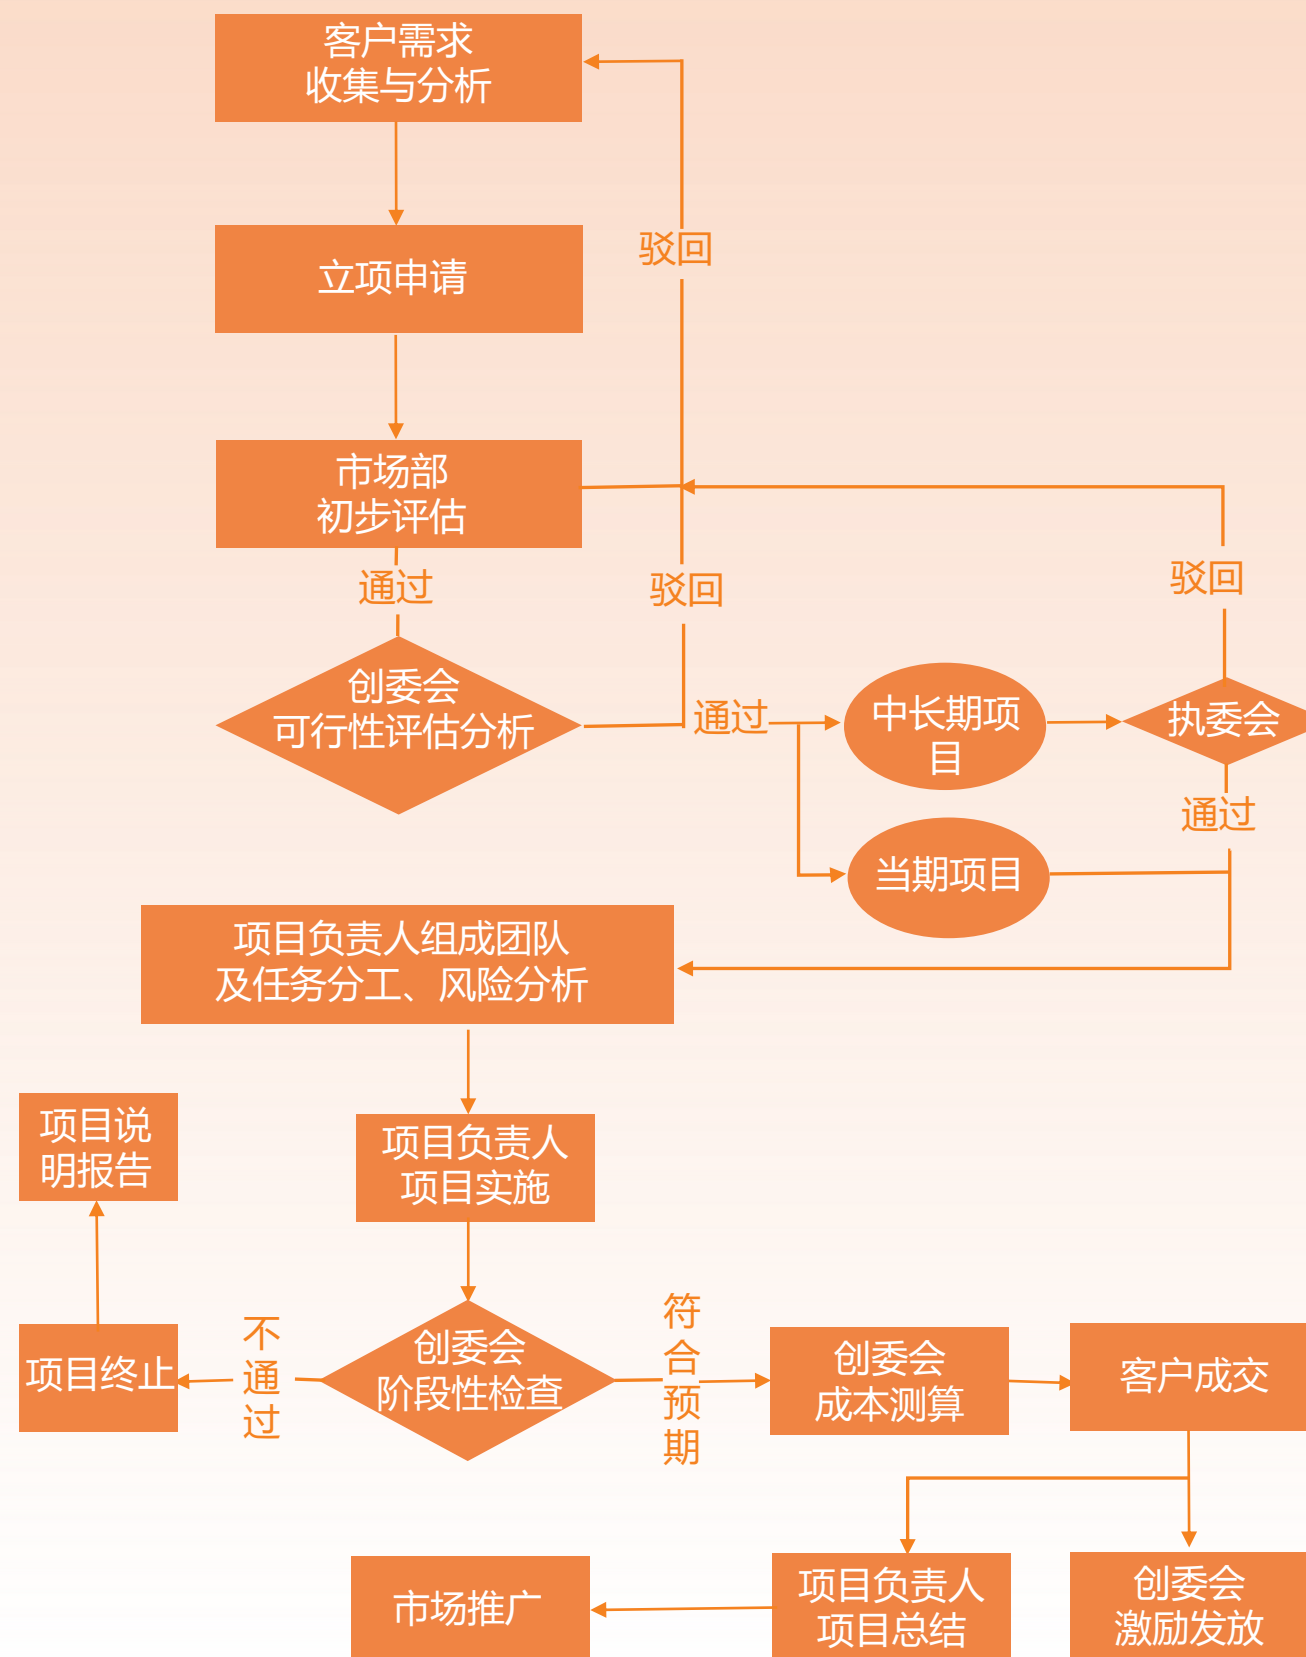 客户需求
收集与分析
驳回
立项申请
市场部
初步评估
通过
驳回
驳回
创委会
可行性评估分析
通过
中长期项
目
执委会
通过
当期项目
项目负责人组成团队
及任务分工、风险分析
项目说
明报告
项目负责人
项目实施
不
通
过
项目终止
创委会
阶段性检查
符
合
预
期
创委会
成本测算
客户成交
市场推广
项目负责人
项目总结
创委会
激励发放